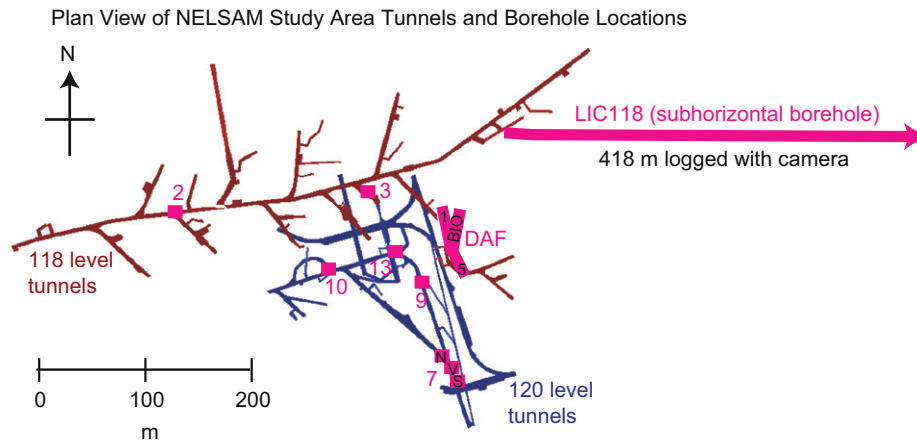 Plan View of NELSAM Study Area Tunnels and Borehole Locations
N
LIC118 (subhorizontal borehole)
418 m logged with camera
2
3
1
BIO
DAF
5
118 level
tunnels
13
10
9
N
7
V
S
120 level
tunnels
0
100
200
m